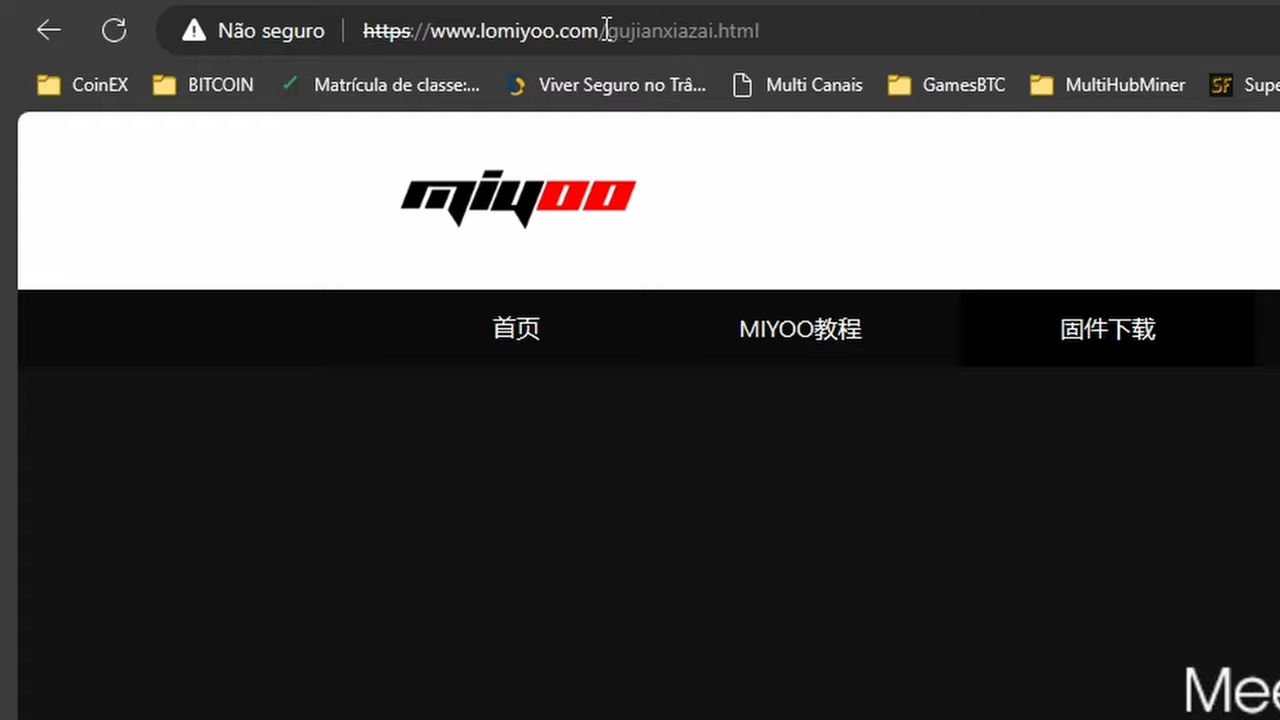 Não seguro https://www.lomiyoo.com/gujianxiazai.html
CoinEX BITCOIN Matrícula de classe:... Viver Seguro no Trâ... Multi Canais GamesBTC MultiHubMiner SF Supe
miyoo
首页 MIYOO教程 固件下载
Mee